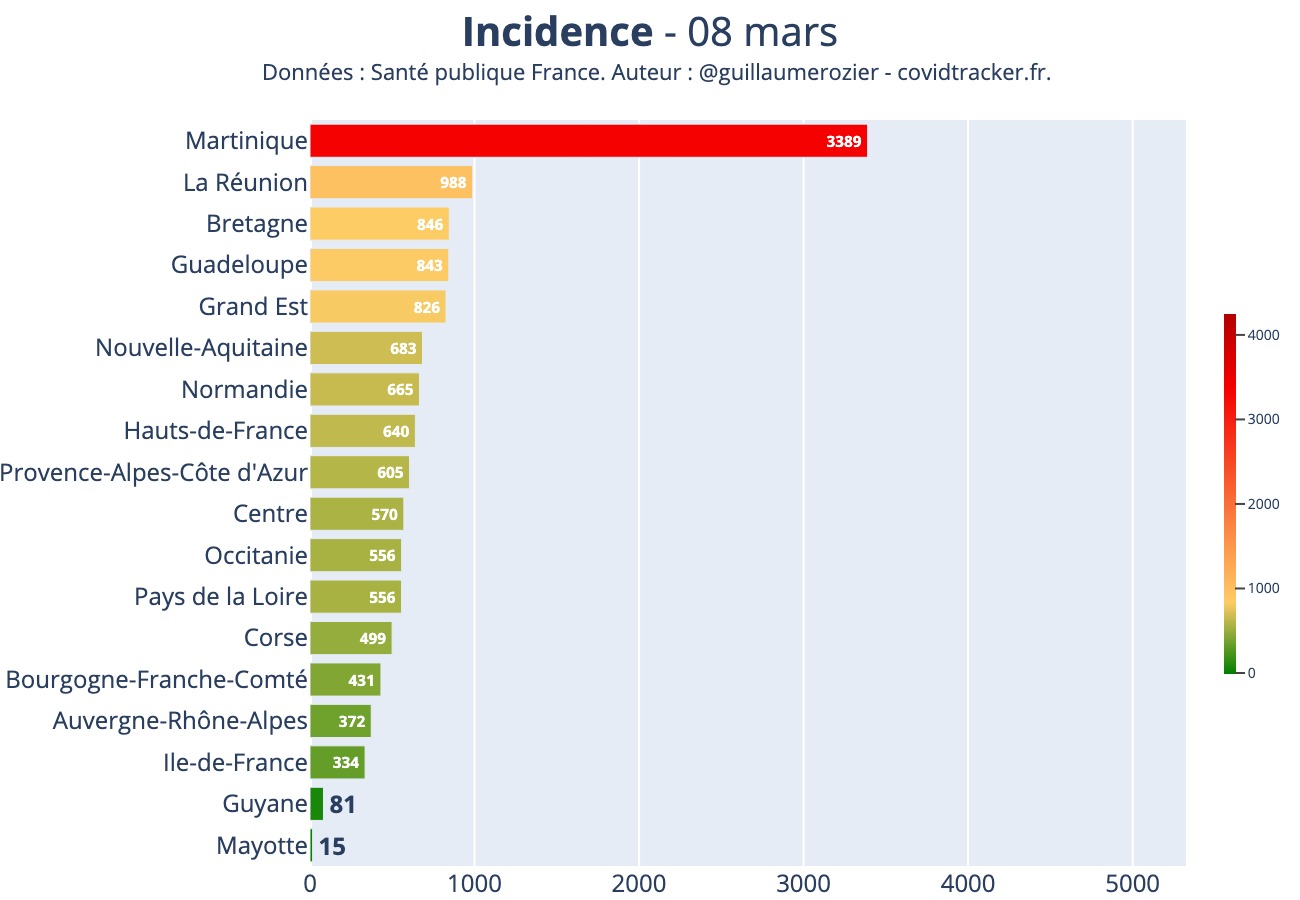 Incidence - 08 mars
Données : Santé publique France. Auteur : @guillaumerozier - covidtracker.fr.
Martinique 3389
La Réunion 988
Bretagne 846
Guadeloupe 843
Grand Est 826
Nouvelle-Aquitaine 683
Normandie 665
Hauts-de-France 640
Provence-Alpes-Côte d'Azur 605
Centre 570
Occitanie 556
Pays de la Loire 556
Corse 499
Bourgogne-Franche-Comté 431
Auvergne-Rhône-Alpes 372
Ile-de-France 334
Guyane 81
Mayotte 15
0 1000 2000 3000 4000 5000
4000
3000
2000
1000
0